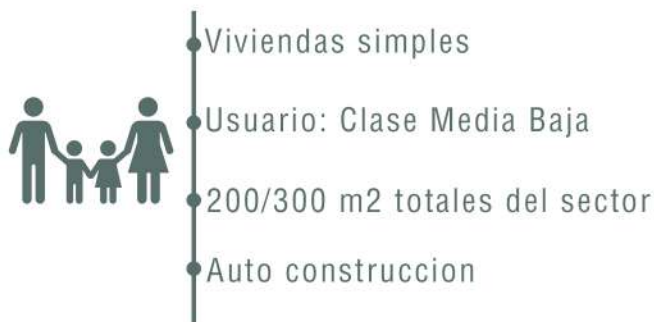 Viviendas simples
Usuario: Clase Media Baja
200/300 m2 totales del sector
Auto construccion